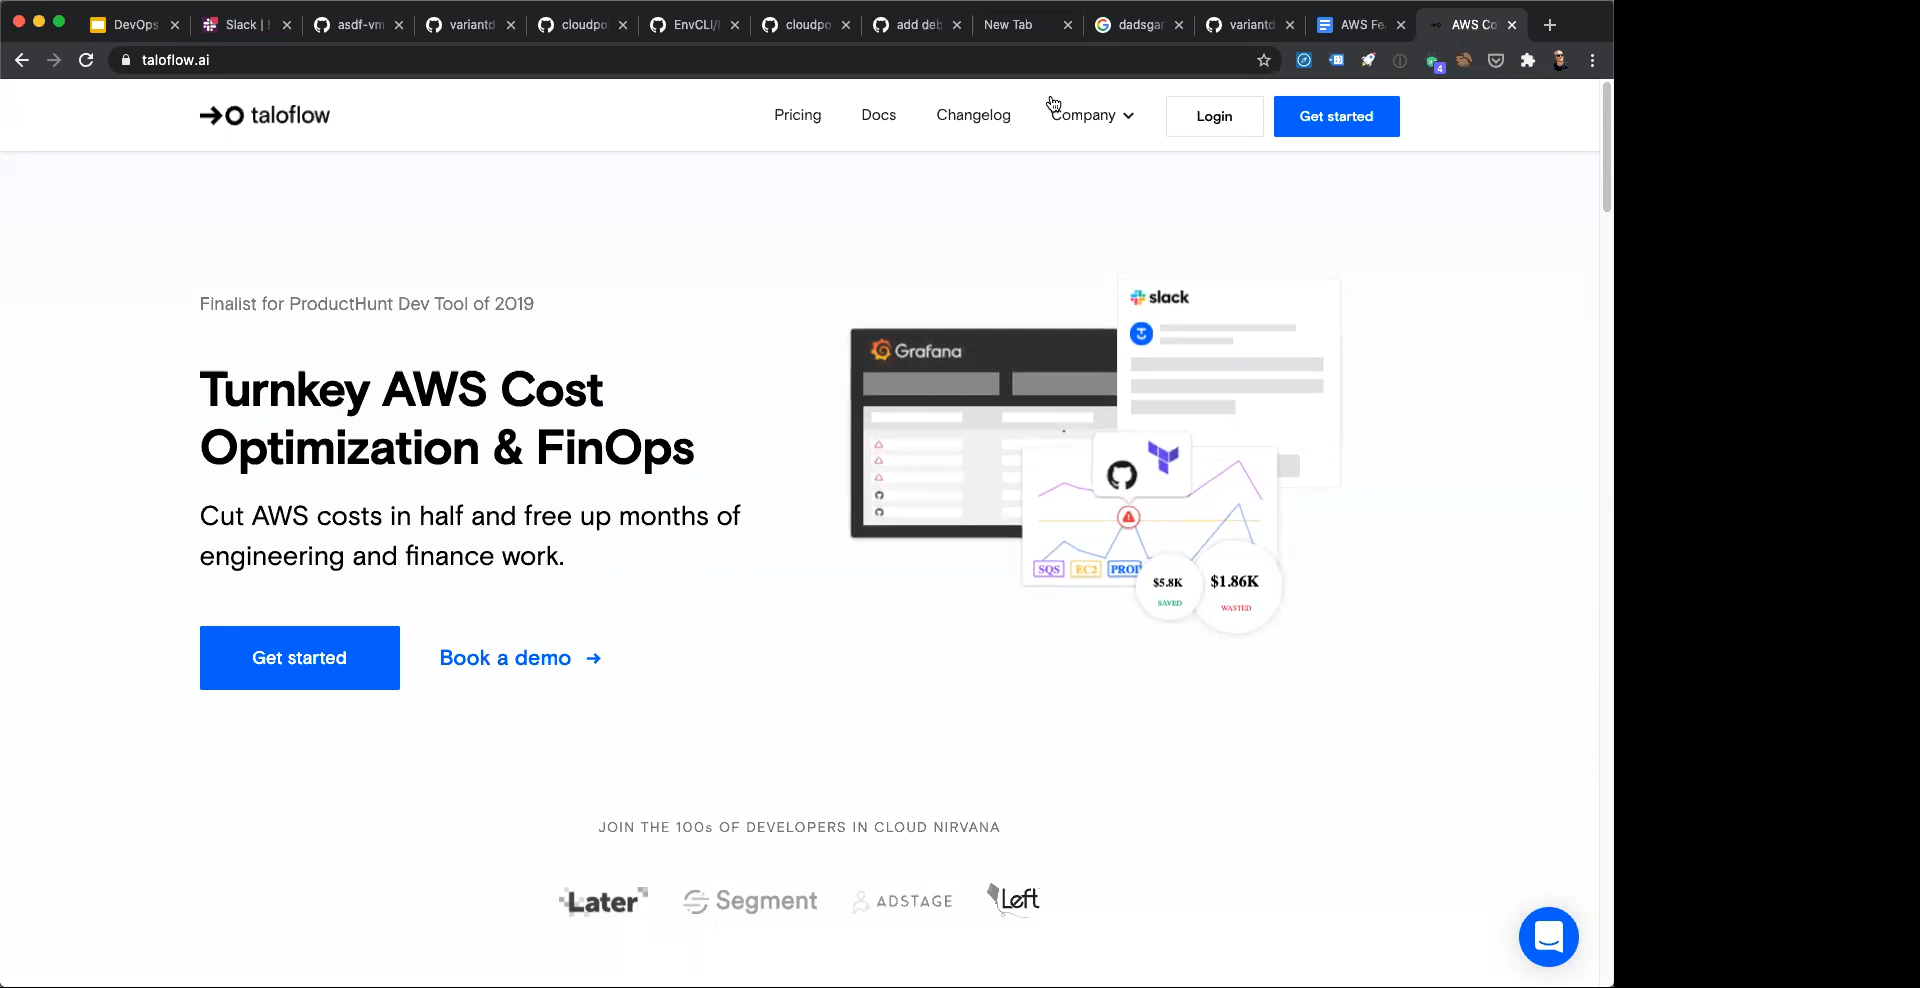 DevOps
Slack | !
asdf-vm
variantd
cloudpo
EnvCLI/
cloudpo
add deb
New Tab
dadsgar
variantd
AWS Fe
AWS Co
taloflow.ai
4
taloflow
Pricing
Docs
Changelog
Company
Login
Get started
Finalist for ProductHunt Dev Tool of 2019
Turnkey AWS Cost
Optimization & FinOps
Cut AWS costs in half and free up months of
engineering and finance work.
Get started
Book a demo →
slack
Grafana
SQS
EC2
PROD
$5.8K
SAVED
$1.86K
WASTED
JOIN THE 100s OF DEVELOPERS IN CLOUD NIRVANA
Later
Segment
ADSTAGE
Left